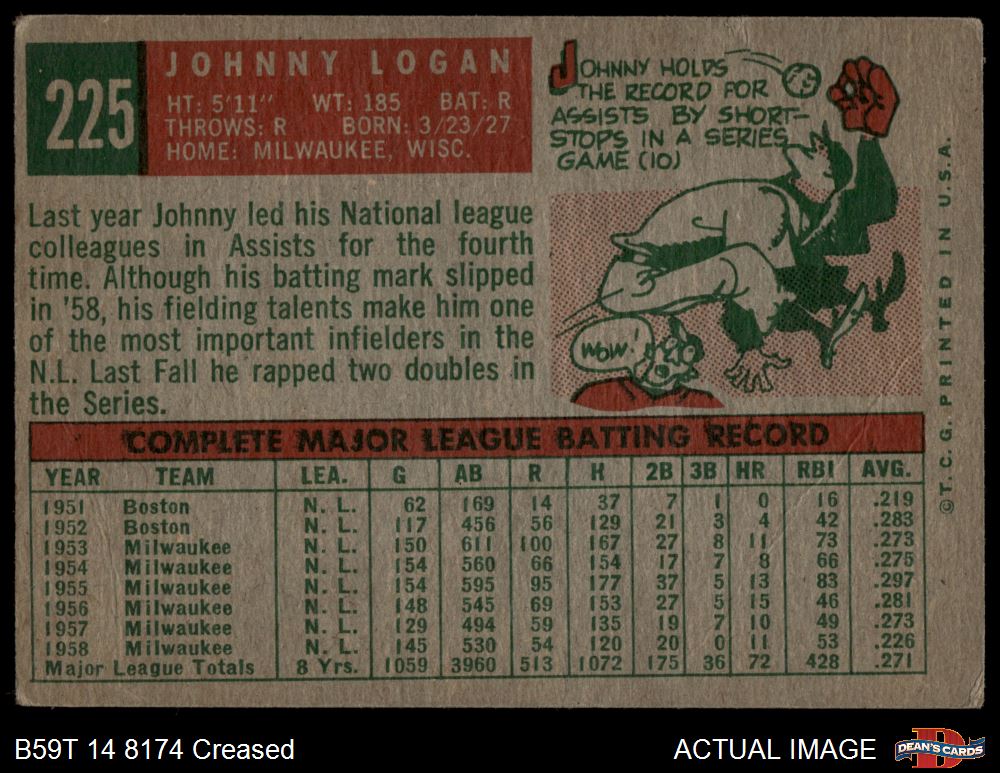 225
JOHNNY LOGAN
HT: 5'11" WT: 185 BAT: R
THROWS: R BORN: 3/23/27
HOME: MILWAUKEE, WISC.
JOHNNY HOLDS
THE RECORD FOR
ASSISTS BY SHORT-
STOPS IN A SERIES
GAME (10)
WOW!
Last year Johnny led his National league
colleagues in Assists for the fourth
time. Although his batting mark slipped
in '58, his fielding talents make him one
of the most important infielders in the
N.L. Last Fall he rapped two doubles in
the Series.
©T.C.G. PRINTED IN U.S.A.
COMPLETE MAJOR LEAGUE BATTING RECORD
YEAR TEAM LEA. G AB R H 2B 3B HR RBI AVG.
1951 Boston N. L. 62 169 14 37 7 1 0 16 .219
1952 Boston N. L. 117 456 56 129 21 3 4 42 .283
1953 Milwaukee N. L. 150 611 100 167 27 8 11 73 .273
1954 Milwaukee N. L. 154 560 66 154 17 7 8 66 .275
1955 Milwaukee N. L. 154 595 95 177 37 5 13 83 .297
1956 Milwaukee N. L. 148 545 69 153 27 5 15 46 .281
1957 Milwaukee N. L. 129 494 59 135 19 7 10 49 .273
1958 Milwaukee N. L. 145 530 54 120 20 0 11 53 .226
Major League Totals 8 Yrs. 1059 3960 513 1072 175 36 72 428 .271
B59T 14 8174 Creased
ACTUAL IMAGE
D
DEAN'S CARDS